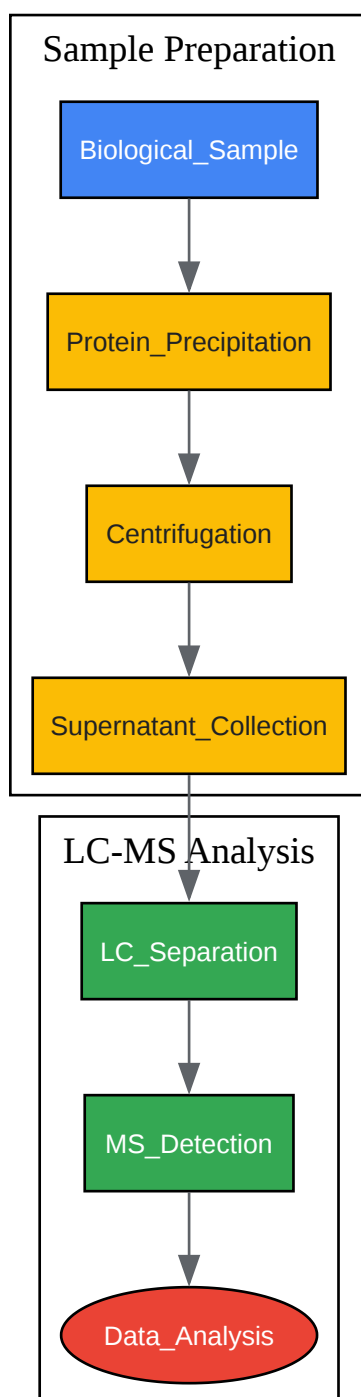 Sample Preparation
Biological_Sample
Protein_Precipitation
Centrifugation
Supernatant_Collection
LC-MS Analysis
LC_Separation
MS_Detection
Data_Analysis